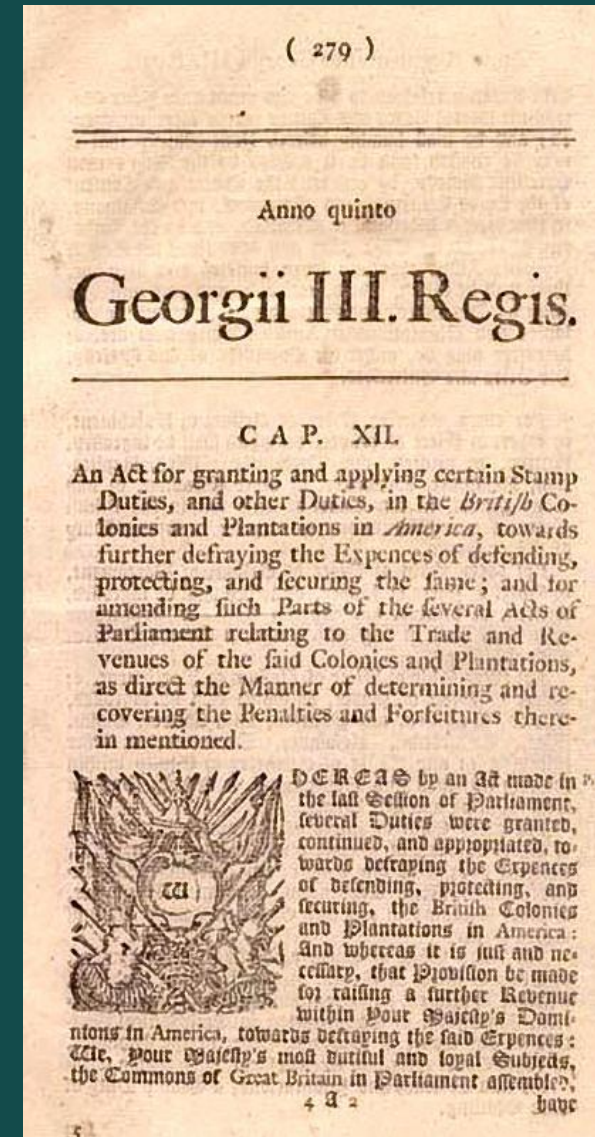 ( 279 )
Anno quinto
Georgii III. Regis.
CAP. XII.
An Act for granting and applying certain Stamp
Duties, and other Duties, in the British Co-
lonies and Plantations in America, towards
further defraying the Expences of defending,
protecting, and securing the same; and for
amending such Parts of the several Acts of
Parliament relating to the Trade and Re-
venues of the said Colonies and Plantations,
as direct the Manner of determining and re-
covering the Penalties and Forfeitures there-
in mentioned.
WHEREAS by an Act made in
the last Session of Parliament,
several Duties were granted,
continued, and appropriated, to-
wards defraying the Expences
of defending, protecting, and
securing, the British Colonies
and Plantations in America:
And whereas it is just and ne-
cessary, that Provision be made
for raising a further Revenue
within Your Majesty's Domi-
nions in America, towards defraying the said Expences:
We, Your Majesty's most dutiful and loyal Subjects,
the Commons of Great Britain in Parliament assembled,
4 A 2 have